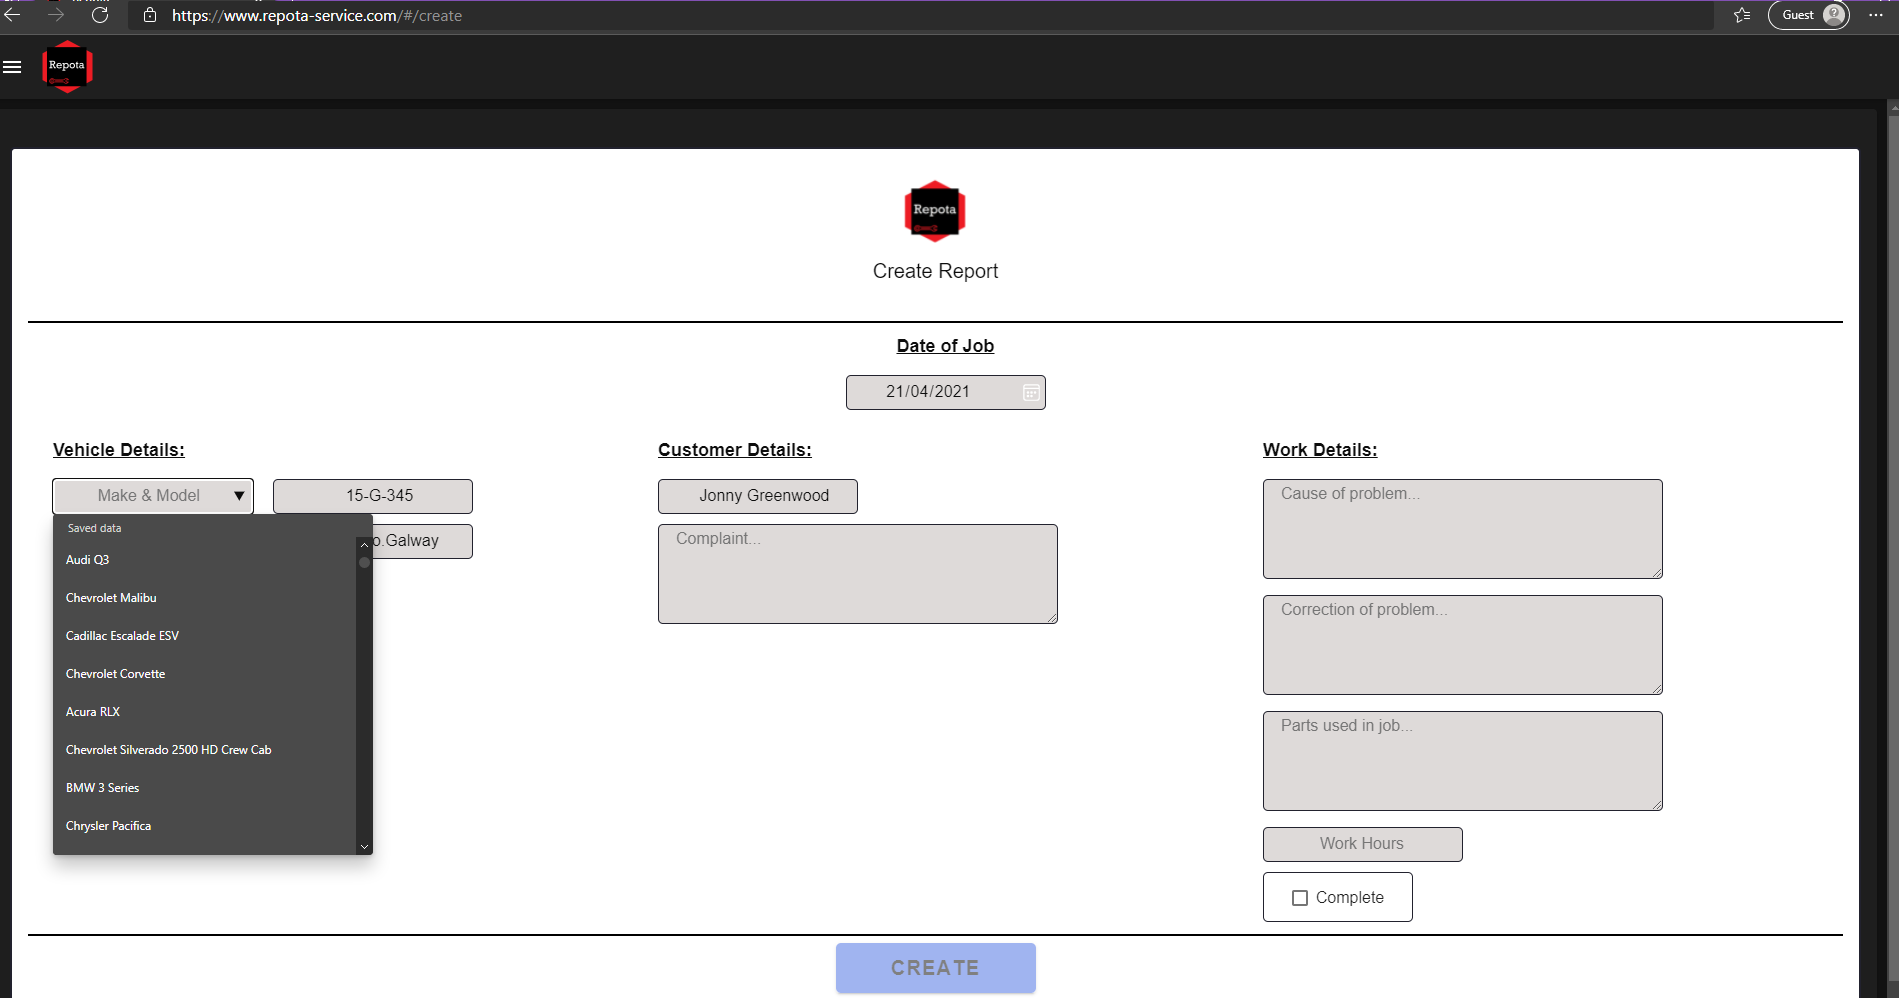 https://www.repota-service.com/#/create
Guest
Repota
Repota
Create Report
Date of Job
21/04/2021
Vehicle Details:
Customer Details:
Work Details:
Make & Model
15-G-345
Jonny Greenwood
Cause of problem...
Saved data
o.Galway
Complaint...
Audi Q3
Chevrolet Malibu
Cadillac Escalade ESV
Chevrolet Corvette
Acura RLX
Chevrolet Silverado 2500 HD Crew Cab
BMW 3 Series
Chrysler Pacifica
Correction of problem...
Parts used in job...
Work Hours
Complete
CREATE